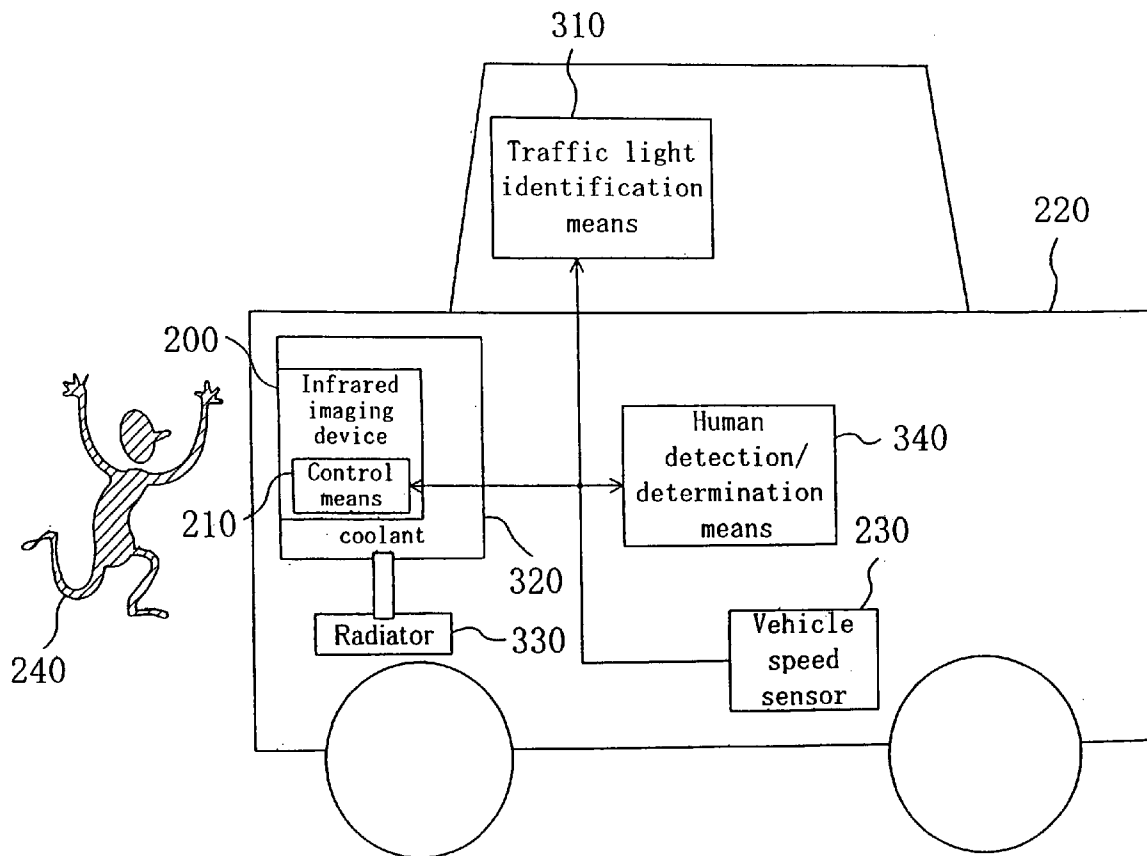 310
Traffic light
identification
means
220
200
Infrared
imaging
device
Human
detection/
determination
means
340
210
Control
means
coolant
320
230
Radiator
330
Vehicle
speed
sensor
240